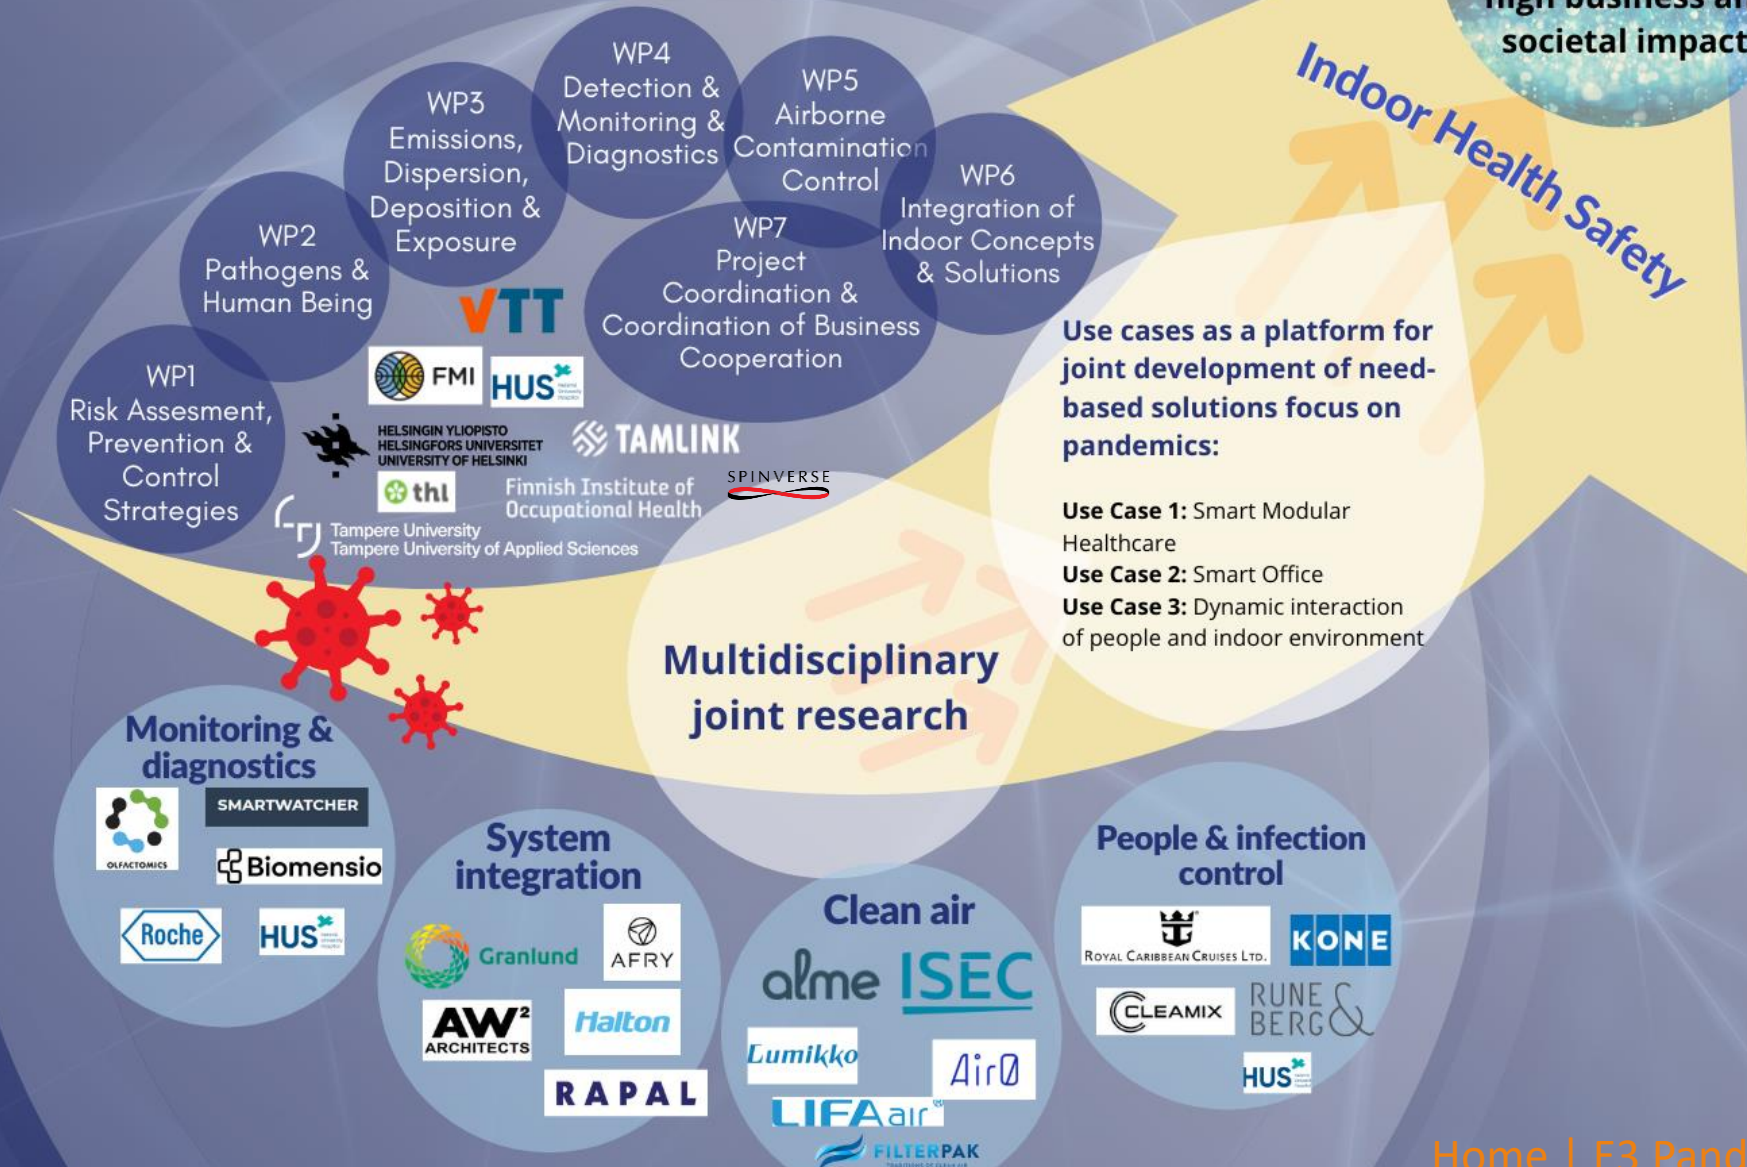 high business an
societal impact
Indoor Health Safety
WP4
Detection &
Monitoring &
Diagnostics
WP5
Airborne
Contamination
Control
WP3
Emissions,
Dispersion,
Deposition &
Exposure
WP6
Integration of
Indoor Concepts
& Solutions
WP2
Pathogens &
Human Being
WP7
Project
Coordination &
Coordination of Business
Cooperation
WP1
Risk Assesment,
Prevention &
Control
Strategies
VTT
FMI
HUS
HELSINGIN YLIOPISTO
HELSINGFORS UNIVERSITET
UNIVERSITY OF HELSINKI
TAMLINK
thl
Finnish Institute of
Occupational Health
SPINVERSE
Tampere University
Tampere University of Applied Sciences
Use cases as a platform for
joint development of need-
based solutions focus on
pandemics:
Use Case 1: Smart Modular
Healthcare
Use Case 2: Smart Office
Use Case 3: Dynamic interaction
of people and indoor environment
Multidisciplinary
joint research
Monitoring &
diagnostics
OLFACTOMICS
SMARTWATCHER
Biomensio
Roche
HUS
System
integration
Granlund
AFRY
AW²
ARCHITECTS
Halton
RAPAL
Clean air
alme
ISEC
Lumikko
Air0
LIFAair®
FILTERPAK
People & infection
control
ROYAL CARIBBEAN CRUISES LTD.
KONE
CLEAMIX
RUNE
BERG&
HUS
Home | E3 Pand